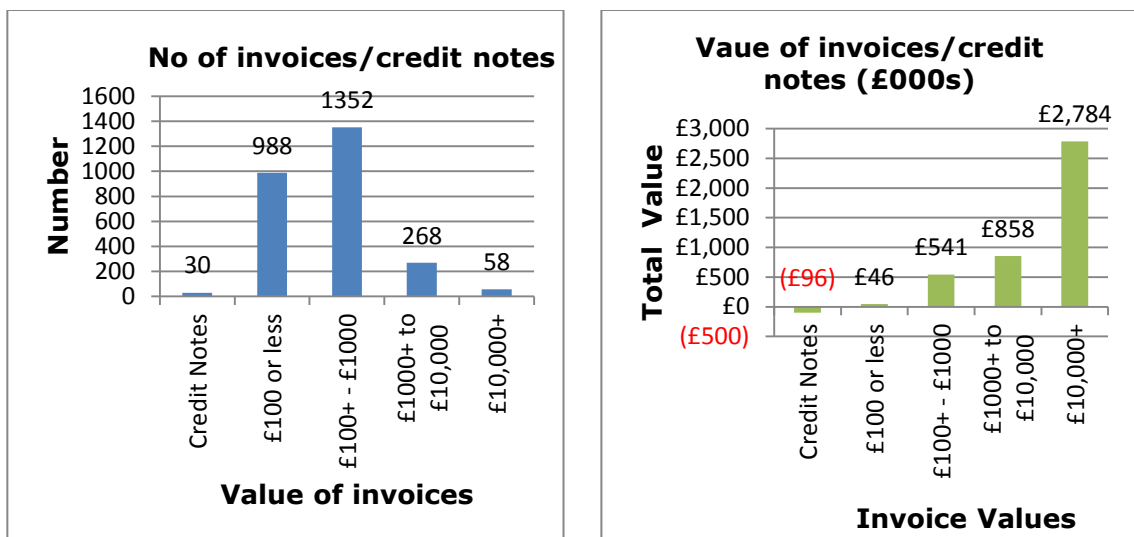 No of invoices/credit notes
1600
1400
1200
1000
800
600
400
200
0
Number
30
988
1352
268
58
Credit Notes
£100 or less
£100+ - £1000
£1000+ to
£10,000
£10,000+
Value of invoices
Vaue of invoices/credit
notes (£000s)
£3,000
£2,500
£2,000
£1,500
£1,000
£500
£0
(£500)
Total Value
(£96)
£46
£541
£858
£2,784
Credit Notes
£100 or less
£100+ - £1000
£1000+ to
£10,000
£10,000+
Invoice Values